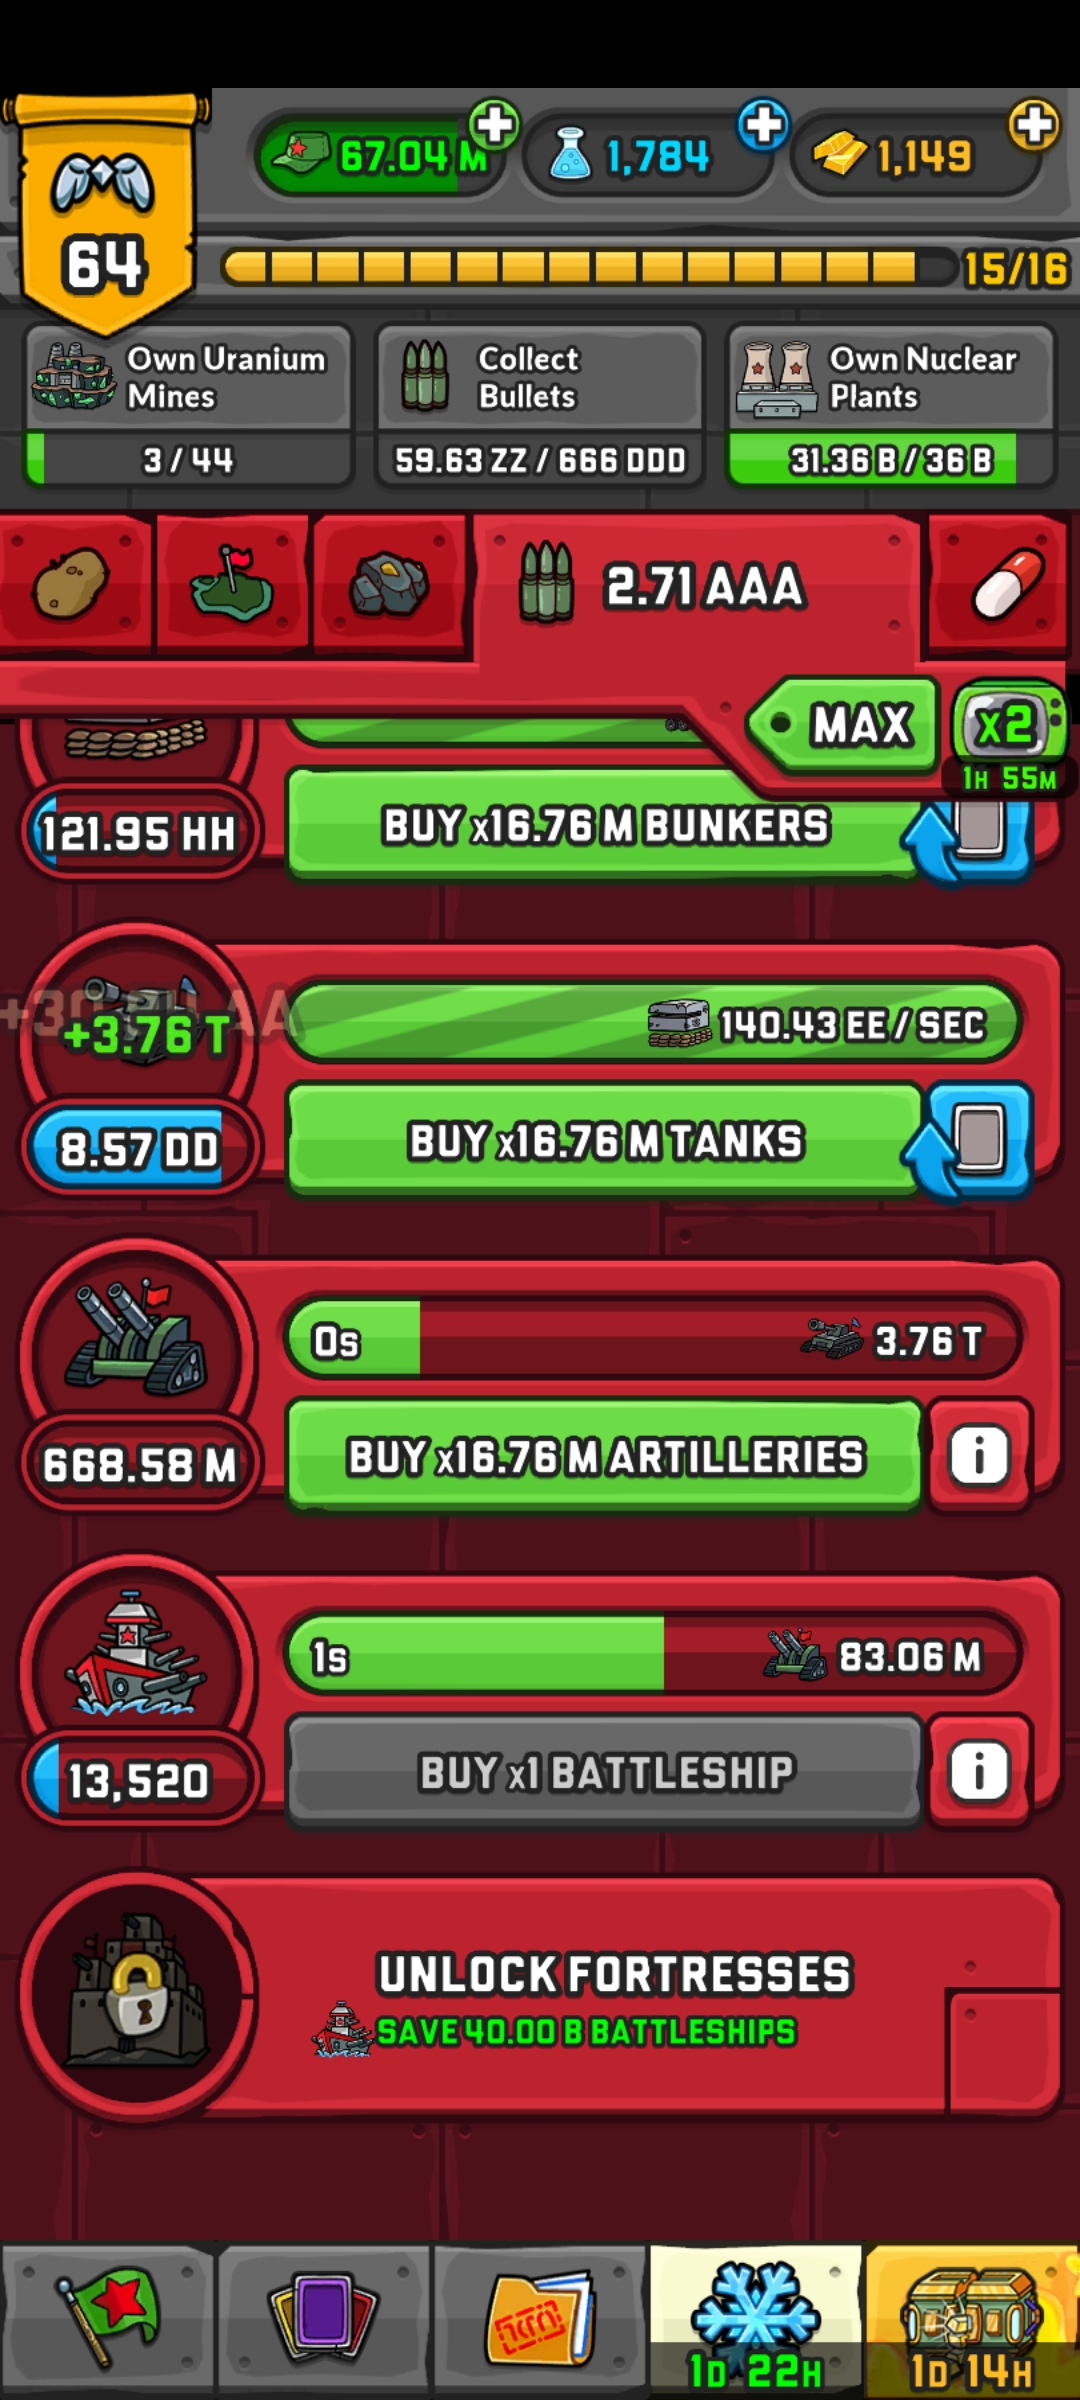 67.04 M
1,784
1,149
64
15/16
Own Uranium
Mines
3 / 44
Collect
Bullets
59.63 ZZ / 666 DDD
Own Nuclear
Plants
31.36 B / 36 B
2.71 AAA
MAX
X2
1H 55M
121.95 HH
BUY x16.76 M BUNKERS
+3.76 T
140.43 EE / SEC
8.57 DD
BUY x16.76 M TANKS
0s
3.76 T
668.58 M
BUY x16.76 M ARTILLERIES
i
1s
83.06 M
13,520
BUY x1 BATTLESHIP
i
UNLOCK FORTRESSES
SAVE 40.00 B BATTLESHIPS
1D 22H
1D 14H